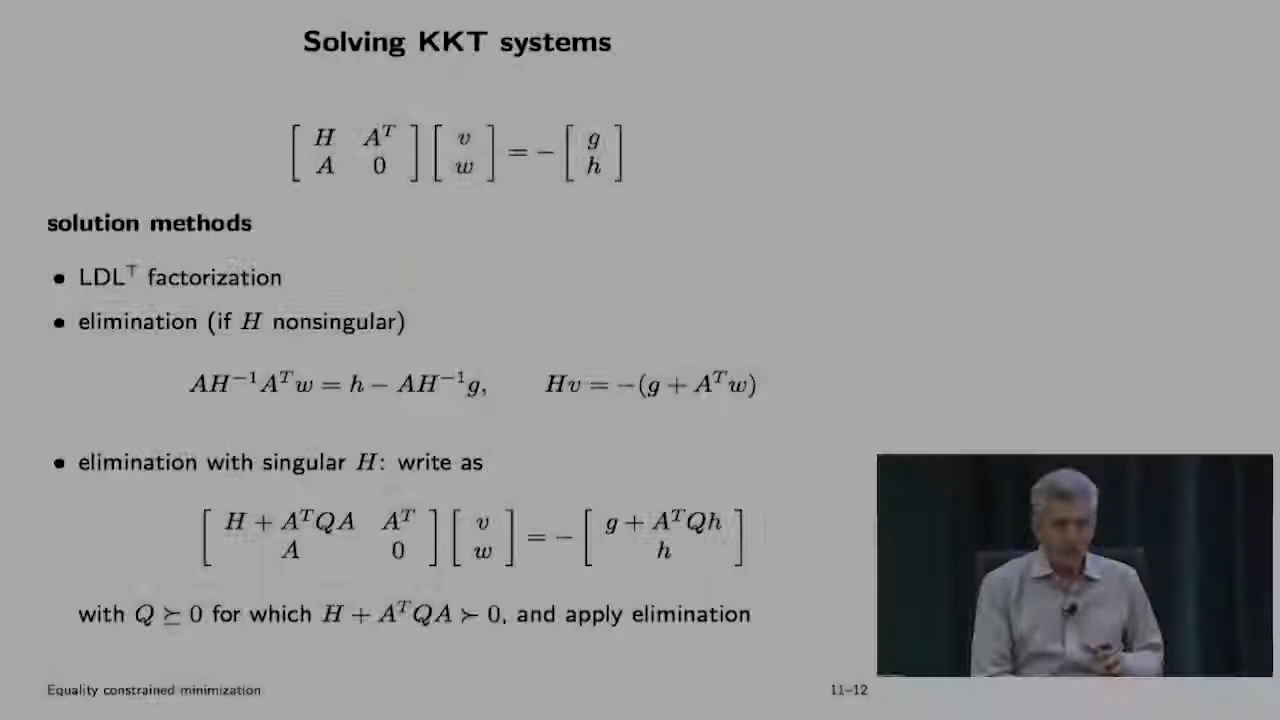 Solving KKT systems
[ H A^T ; A 0 ] [ v ; w ] = − [ g ; h ]
solution methods
• LDL^T factorization
• elimination (if H nonsingular)
AH^{−1}A^T w = h − AH^{−1}g, Hv = −(g + A^T w)
• elimination with singular H: write as
[ H + A^T QA A^T ; A 0 ] [ v ; w ] = − [ g + A^T Qh ; h ]
with Q ⪰ 0 for which H + A^T QA ≻ 0, and apply elimination
Equality constrained minimization 11–12